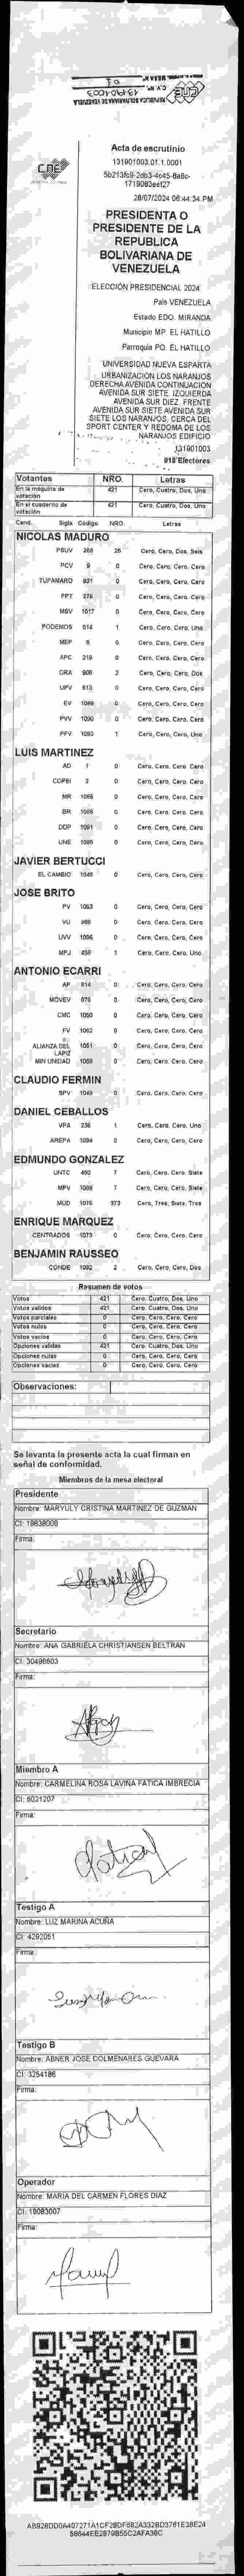 CNE
REPUBLICA BOLIVARIANA DE VENEZUELA
CNE
Acta de escrutinio
131901003.01.1.0001
28/07/2024 06:44:34 PM
PRESIDENTA O
PRESIDENTE DE LA
REPUBLICA
BOLIVARIANA DE
VENEZUELA
ELECCIÓN PRESIDENCIAL 2024
País VENEZUELA
Estado EDO. MIRANDA
Municipio MP. EL HATILLO
Parroquia PQ. EL HATILLO
UNIVERSIDAD NUEVA ESPARTA
URBANIZACION LOS NARANJOS
DERECHA AVENIDA CONTINUACION
AVENIDA SUR SIETE. IZQUIERDA
AVENIDA SUR DIEZ. FRENTE
AVENIDA SUR SIETE AVENIDA SUR
SIETE LOS NARANJOS, CERCA DEL
SPORT CENTER Y REDOMA DE LOS
NARANJOS EDIFICIO
131901003
Electores
Votantes NRO. Letras
En la máquina de votación 421 Cero, Cuatro, Dos, Uno
En el cuaderno de votación 421 Cero, Cuatro, Dos, Uno
Cand. Sigla Código NRO. Letras
NICOLAS MADURO
PSUV 269 26 Cero, Cero, Dos, Seis
PCV 9 0 Cero, Cero, Cero, Cero
TUPAMARO 931 0 Cero, Cero, Cero, Cero
PPT 276 0 Cero, Cero, Cero, Cero
MSV 1017 0 Cero, Cero, Cero, Cero
PODEMOS 614 1 Cero, Cero, Cero, Uno
MEP 6 0 Cero, Cero, Cero, Cero
APC 219 0 Cero, Cero, Cero, Cero
ORA 906 2 Cero, Cero, Cero, Dos
UPV 613 0 Cero, Cero, Cero, Cero
EV 1089 0 Cero, Cero, Cero, Cero
PVV 1090 0 Cero, Cero, Cero, Cero
PFV 1093 1 Cero, Cero, Cero, Uno
LUIS MARTINEZ
AD 1 0 Cero, Cero, Cero, Cero
COPEI 2 0 Cero, Cero, Cero, Cero
MR 1066 0 Cero, Cero, Cero, Cero
BR 0 Cero, Cero, Cero, Cero
DDP 1091 0 Cero, Cero, Cero, Cero
UNE 1095 0 Cero, Cero, Cero, Cero
JAVIER BERTUCCI
EL CAMBIO 1048 0 Cero, Cero, Cero, Cero
JOSE BRITO
PV 1063 0 Cero, Cero, Cero, Cero
VU 0 Cero, Cero, Cero, Cero
UVV 1096 0 Cero, Cero, Cero, Cero
MPJ 458 1 Cero, Cero, Cero, Uno
ANTONIO ECARRI
AP 914 0 Cero, Cero, Cero, Cero
MOVEV 979 0 Cero, Cero, Cero, Cero
CMC 1050 0 Cero, Cero, Cero, Cero
FV 1062 0 Cero, Cero, Cero, Cero
ALIANZA DEL LAPIZ 1051 0 Cero, Cero, Cero, Cero
MIN UNIDAD 1059 0 Cero, Cero, Cero, Cero
CLAUDIO FERMIN
SPV 1049 0 Cero, Cero, Cero, Cero
DANIEL CEBALLOS
VPA 236 1 Cero, Cero, Cero, Uno
AREPA 1094 0 Cero, Cero, Cero, Cero
EDMUNDO GONZALEZ
UNTC 460 7 Cero, Cero, Cero, Siete
MPV 1069 7 Cero, Cero, Cero, Siete
MUD 1076 373 Cero, Tres, Siete, Tres
ENRIQUE MARQUEZ
CENTRADOS 1073 0 Cero, Cero, Cero, Cero
BENJAMIN RAUSSEO
CONDE 1092 2 Cero, Cero, Cero, Dos
Resumen de votos
Votos 421 Cero, Cuatro, Dos, Uno
Votos validos 421 Cero, Cuatro, Dos, Uno
Votos parciales 0 Cero, Cero, Cero, Cero
Votos nulos 0 Cero, Cero, Cero, Cero
Votos vacios 0 Cero, Cero, Cero, Cero
Opciones validas 421 Cero, Cuatro, Dos, Uno
Opciones nulas 0 Cero, Cero, Cero, Cero
Opciones vacias 0 Cero, Cero, Cero, Cero
Observaciones:
Se levanta la presente acta la cual firman en
señal de conformidad.
Miembros de la mesa electoral
Presidente
Nombre: MARYULY CRISTINA MARTINEZ DE GUZMAN
CI: 19838008
Firma:
Secretario
Nombre: ANA GABRIELA CHRISTIANSEN BELTRAN
CI: 30496603
Firma:
Miembro A
Nombre: CARMELINA ROSA LAVINA FATICA IMBRECIA
CI: 6021207
Firma:
Testigo A
Nombre: LUZ MARINA ACUÑA
CI: 4292051
Firma:
Testigo B
Nombre: ABNER JOSE COLMENARES GUEVARA
CI: 3254186
Firma:
Operador
Nombre: MARIA DEL CARMEN FLORES DIAZ
CI: 19083007
Firma: